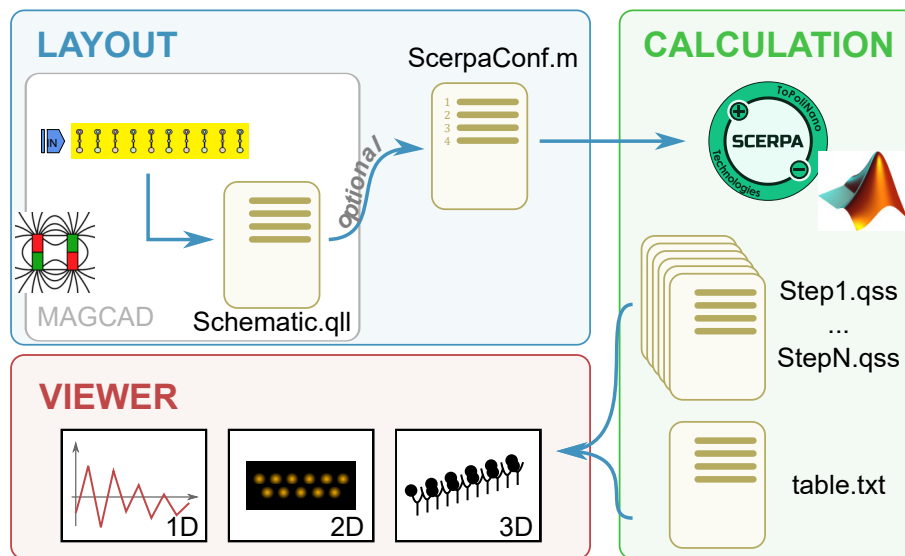 LAYOUT
ScerpaConf.m
IN
1
2
3
4
optional
Schematic.qll
MAGCAD
CALCULATION
ToPoliNano
SCERPA
Technologies
Step1.qss
...
StepN.qss
table.txt
VIEWER
1D
2D
3D